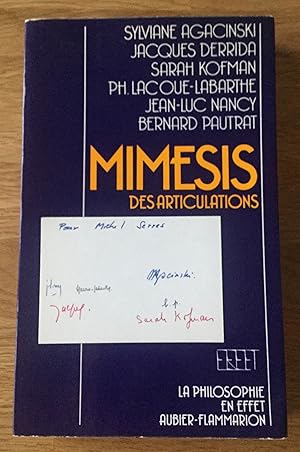 SYLVIANE AGACINSKI
JACQUES DERRIDA
SARAH KOFMAN
PH. LACOUE-LABARTHE
JEAN-LUC NANCY
BERNARD PAUTRAT
MIMESIS
DES ARTICULATIONS
Pour Michel Serres
Agacinski.
b.p.
Sarah Kofman
LA PHILOSOPHIE
EN EFFET
AUBIER-FLAMMARION